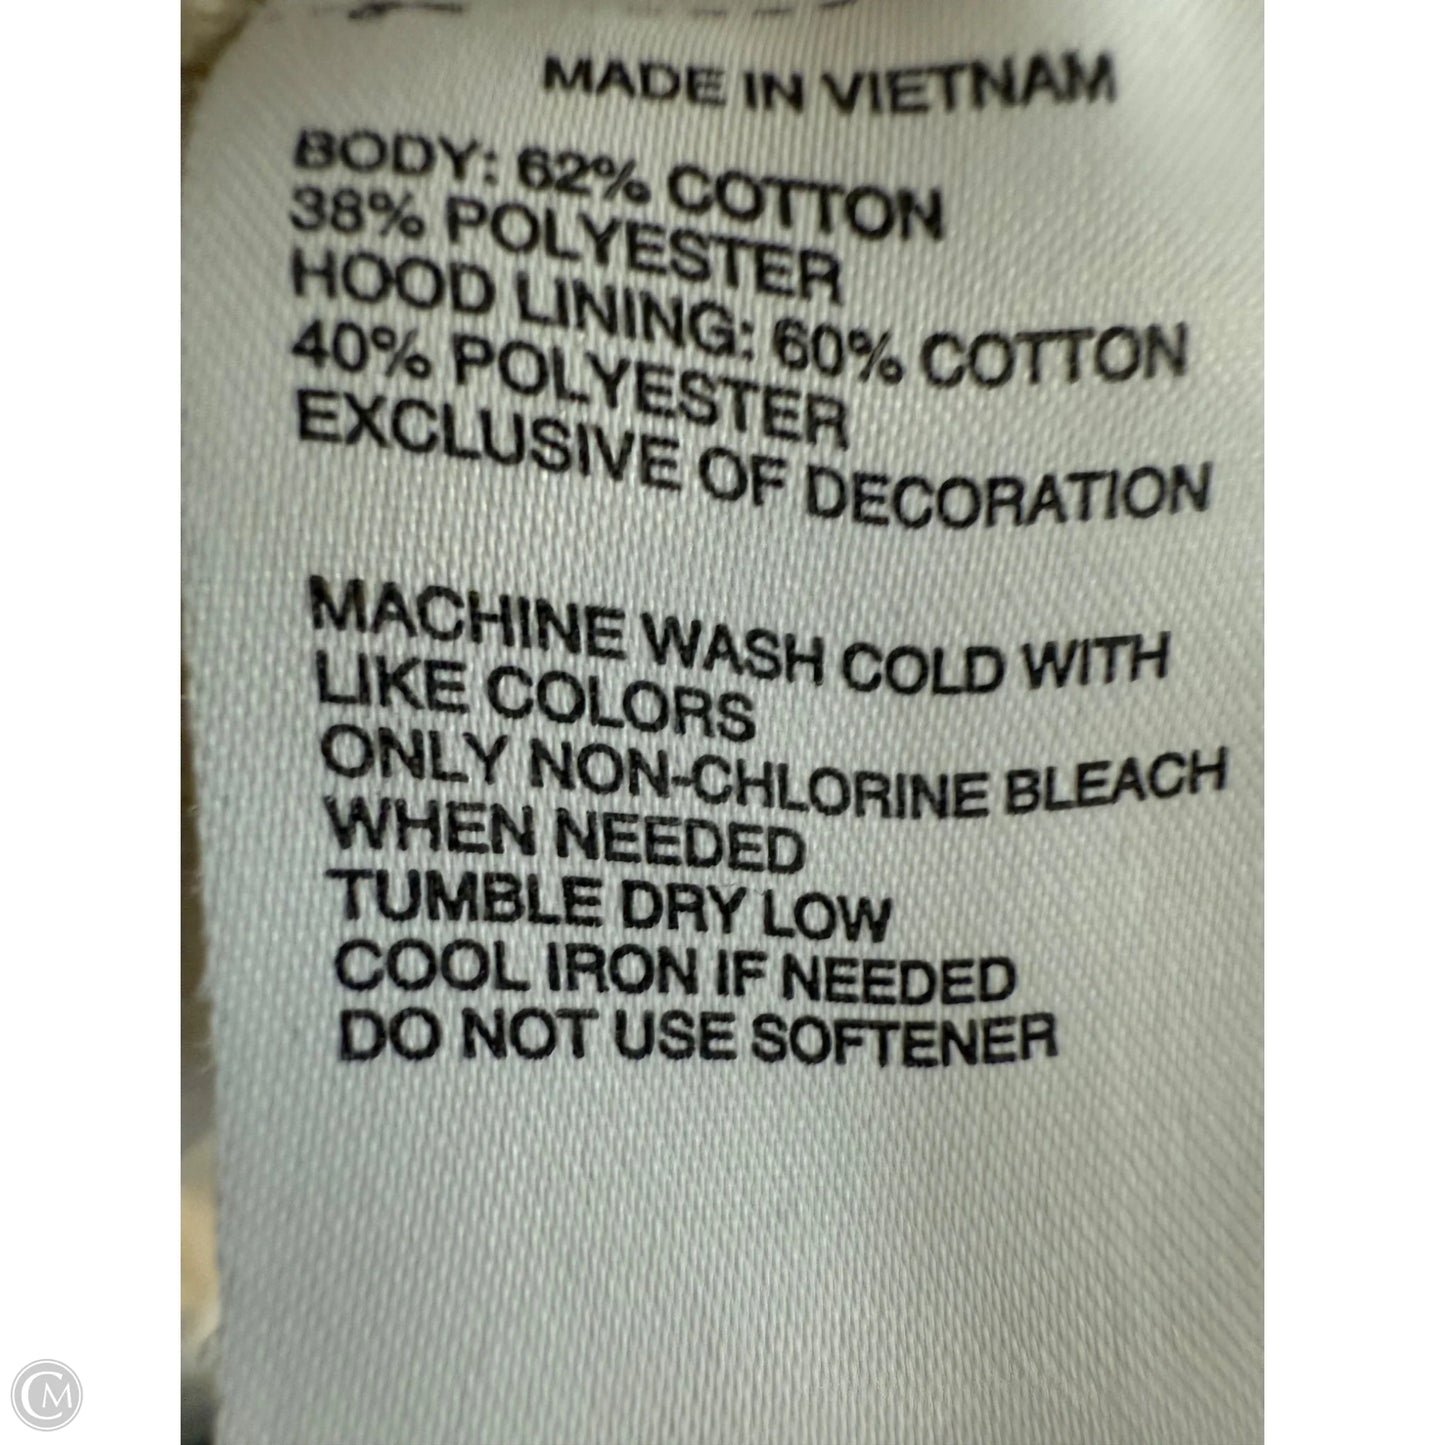 MADE IN VIETNAM
BODY: 62% COTTON
38% POLYESTER
HOOD LINING: 60% COTTON
40% POLYESTER
EXCLUSIVE OF DECORATION
MACHINE WASH COLD WITH
LIKE COLORS
ONLY NON-CHLORINE BLEACH
WHEN NEEDED
TUMBLE DRY LOW
COOL IRON IF NEEDED
DO NOT USE SOFTENER
CM